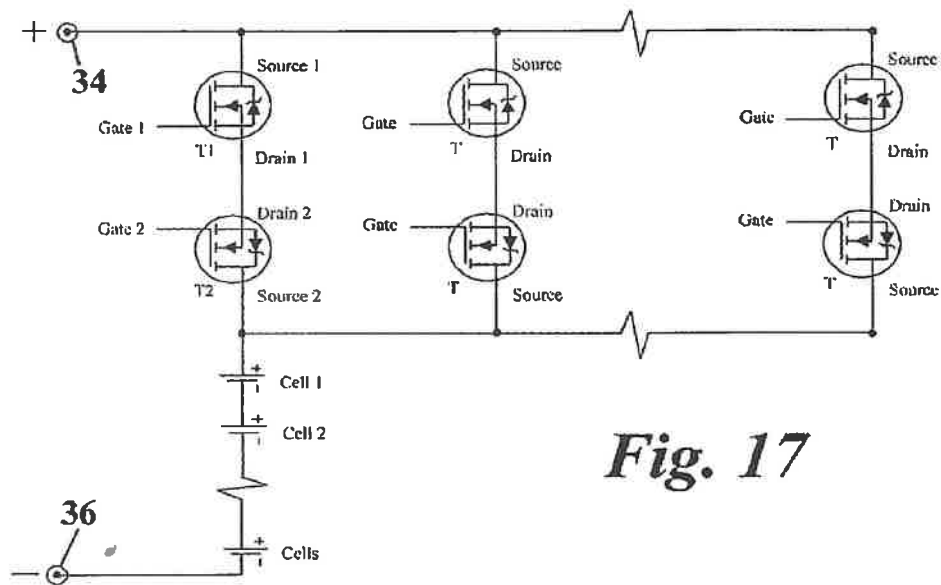 +
34
Source 1
Source
Source
Gate 1
Gate
Gate
T1
T
T
Drain 1
Drain
Drain
Drain 2
Drain
Drain
Gate 2
Gate
Gate
T2
T
T
Source 2
Source
Source
+
-
Cell 1
+
-
Cell 2
Fig. 17
36
+
-
Cells
-